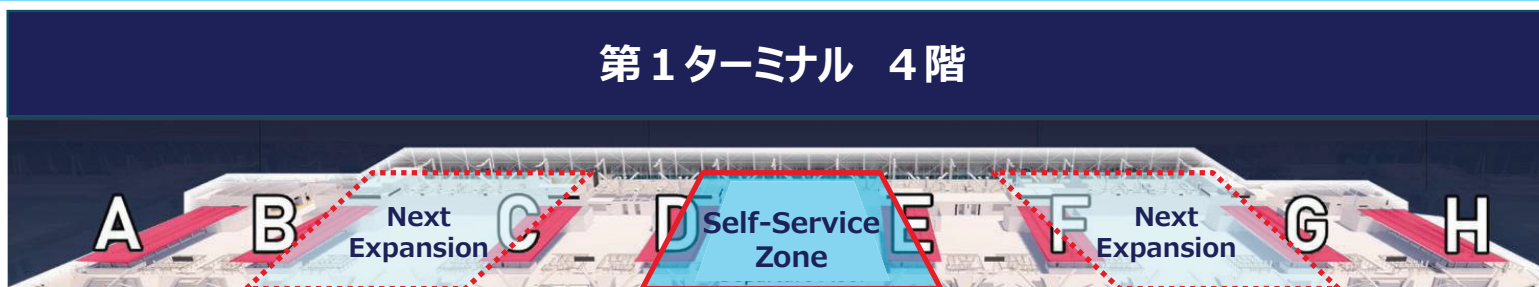 第１ターミナル　４階
A
B
Next
Expansion
C
D
Self-Service
Zone
E
F
Next
Expansion
G
H